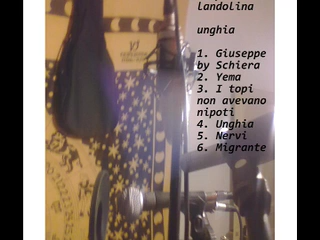 landolina
unghia
1. Giuseppe
by Schiera
2. Yema
3. I topi
non avevano
nipoti
4. Unghia
5. Nervi
6. Migrante